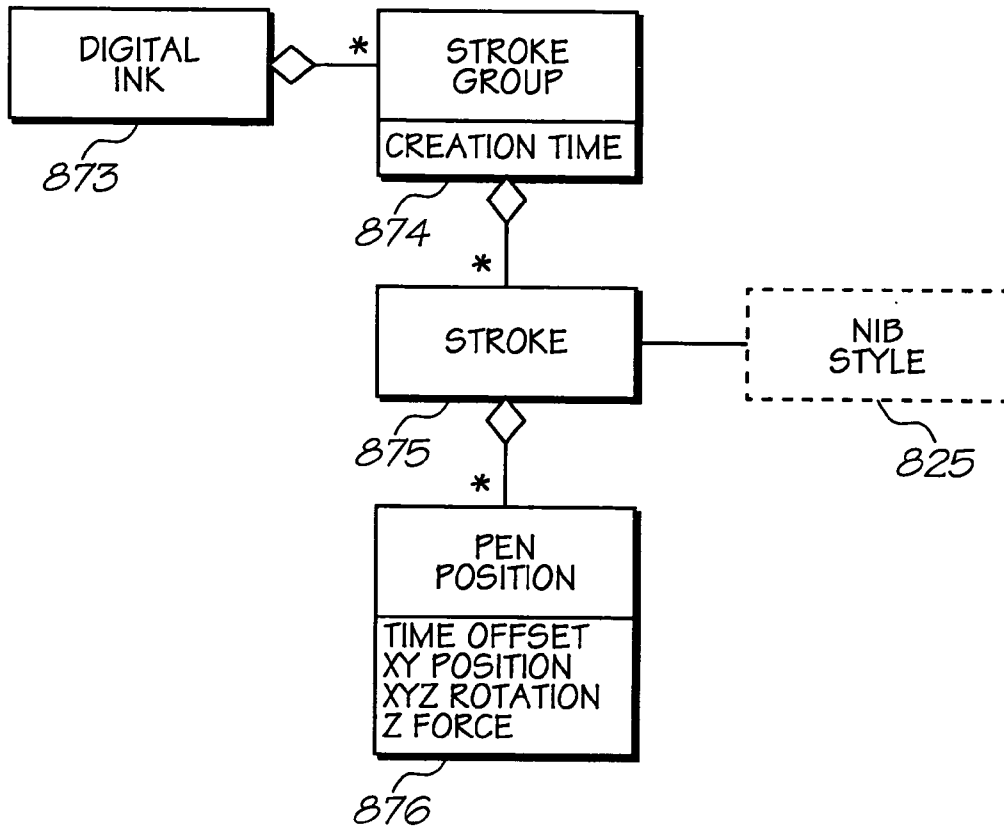 DIGITAL
INK
873
*
STROKE
GROUP
CREATION TIME
874
*
STROKE
875
NIB
STYLE
825
*
PEN
POSITION
TIME OFFSET
XY POSITION
XYZ ROTATION
Z FORCE
876